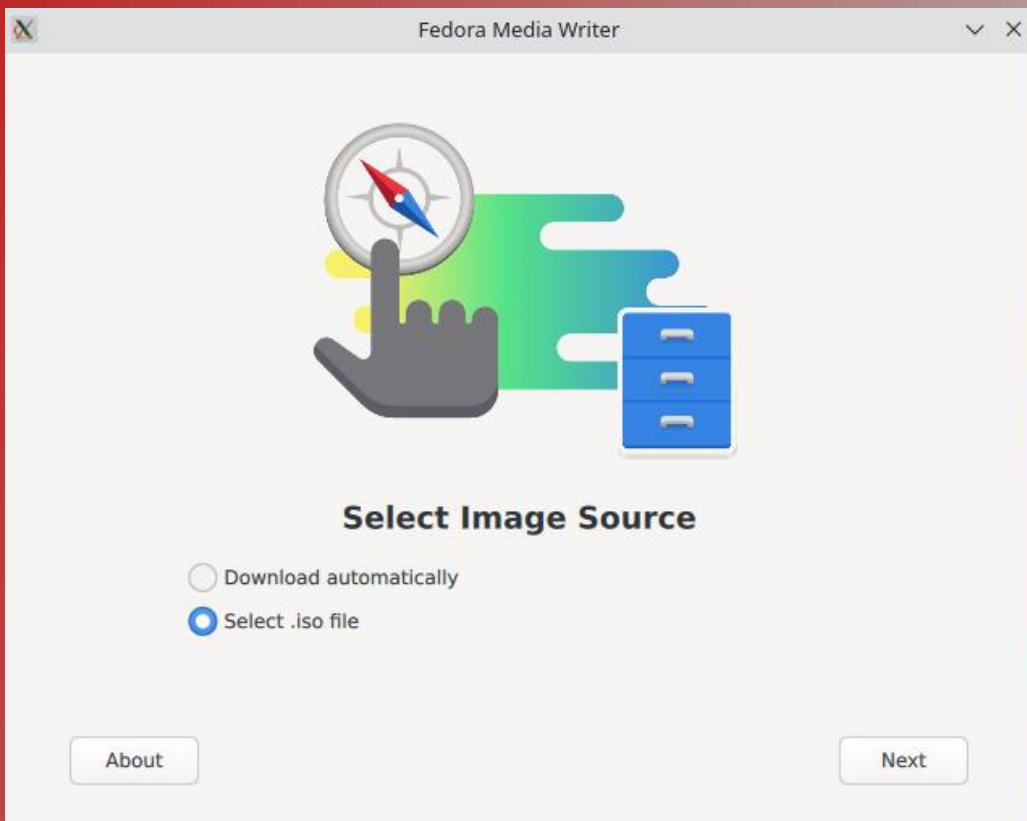 Fedora Media Writer
Select Image Source
Download automatically
Select .iso file
About
Next